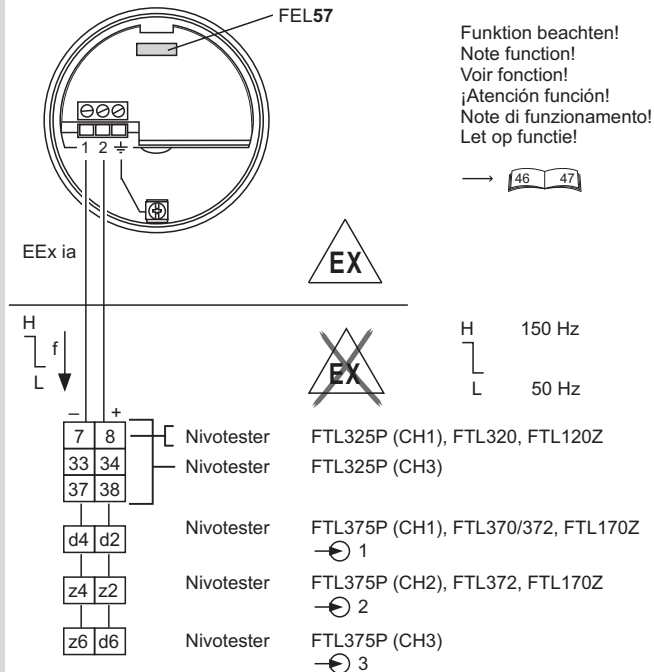 FEL57
Funktion beachten!
Note function!
Voir fonction!
¡Atención función!
Note di funzionamento!
Let op functie!
46 47
1 2
EEx ia
EX
H
f
L
EX
H 150 Hz
L 50 Hz
– +
7 8 Nivotester FTL325P (CH1), FTL320, FTL120Z
33 34 Nivotester FTL325P (CH3)
37 38
d4 d2 Nivotester FTL375P (CH1), FTL370/372, FTL170Z
1
z4 z2 Nivotester FTL375P (CH2), FTL372, FTL170Z
2
z6 d6 Nivotester FTL375P (CH3)
3